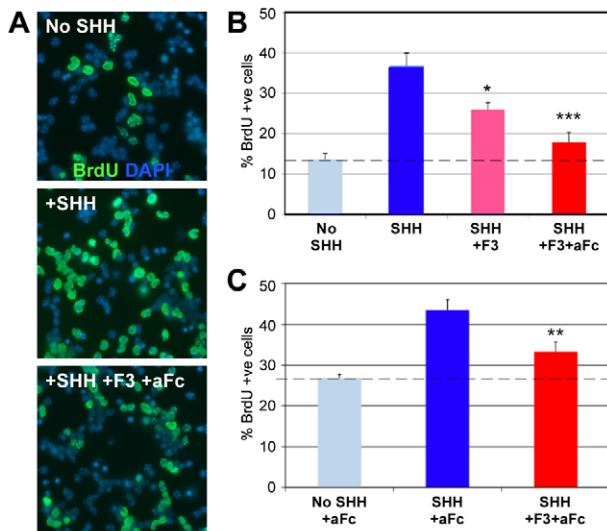 A
No SHH
BrdU DAPI
+SHH
+SHH +F3 +aFc
B
% BrdU +ve cells
50
40
30
20
10
0
*
***
No SHH
SHH
SHH +F3
SHH +F3+aFc
C
% BrdU +ve cells
50
40
30
20
10
0
**
No SHH +aFc
SHH +aFc
SHH +F3+aFc